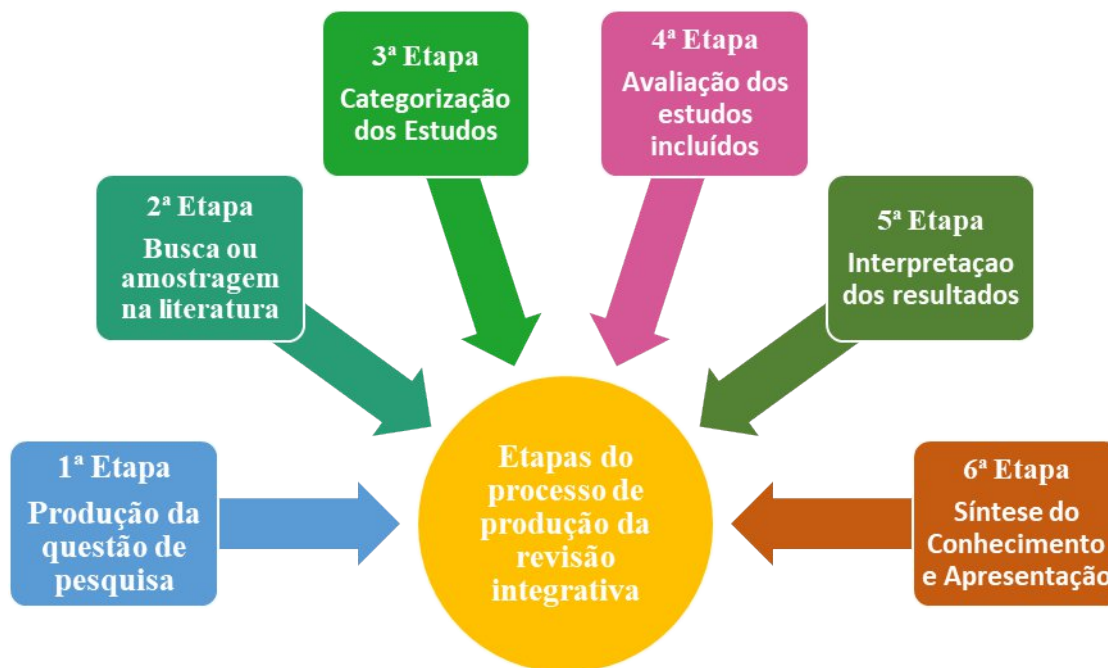 1ª Etapa
Produção da
questão de
pesquisa
2ª Etapa
Busca ou
amostragem
na literatura
3ª Etapa
Categorização
dos Estudos
4ª Etapa
Avaliação dos
estudos
incluídos
5ª Etapa
Interpretaçao
dos resultados
6ª Etapa
Síntese do
Conhecimento
e Apresentação
Etapas do
processo de
produção da
revisão
integrativa